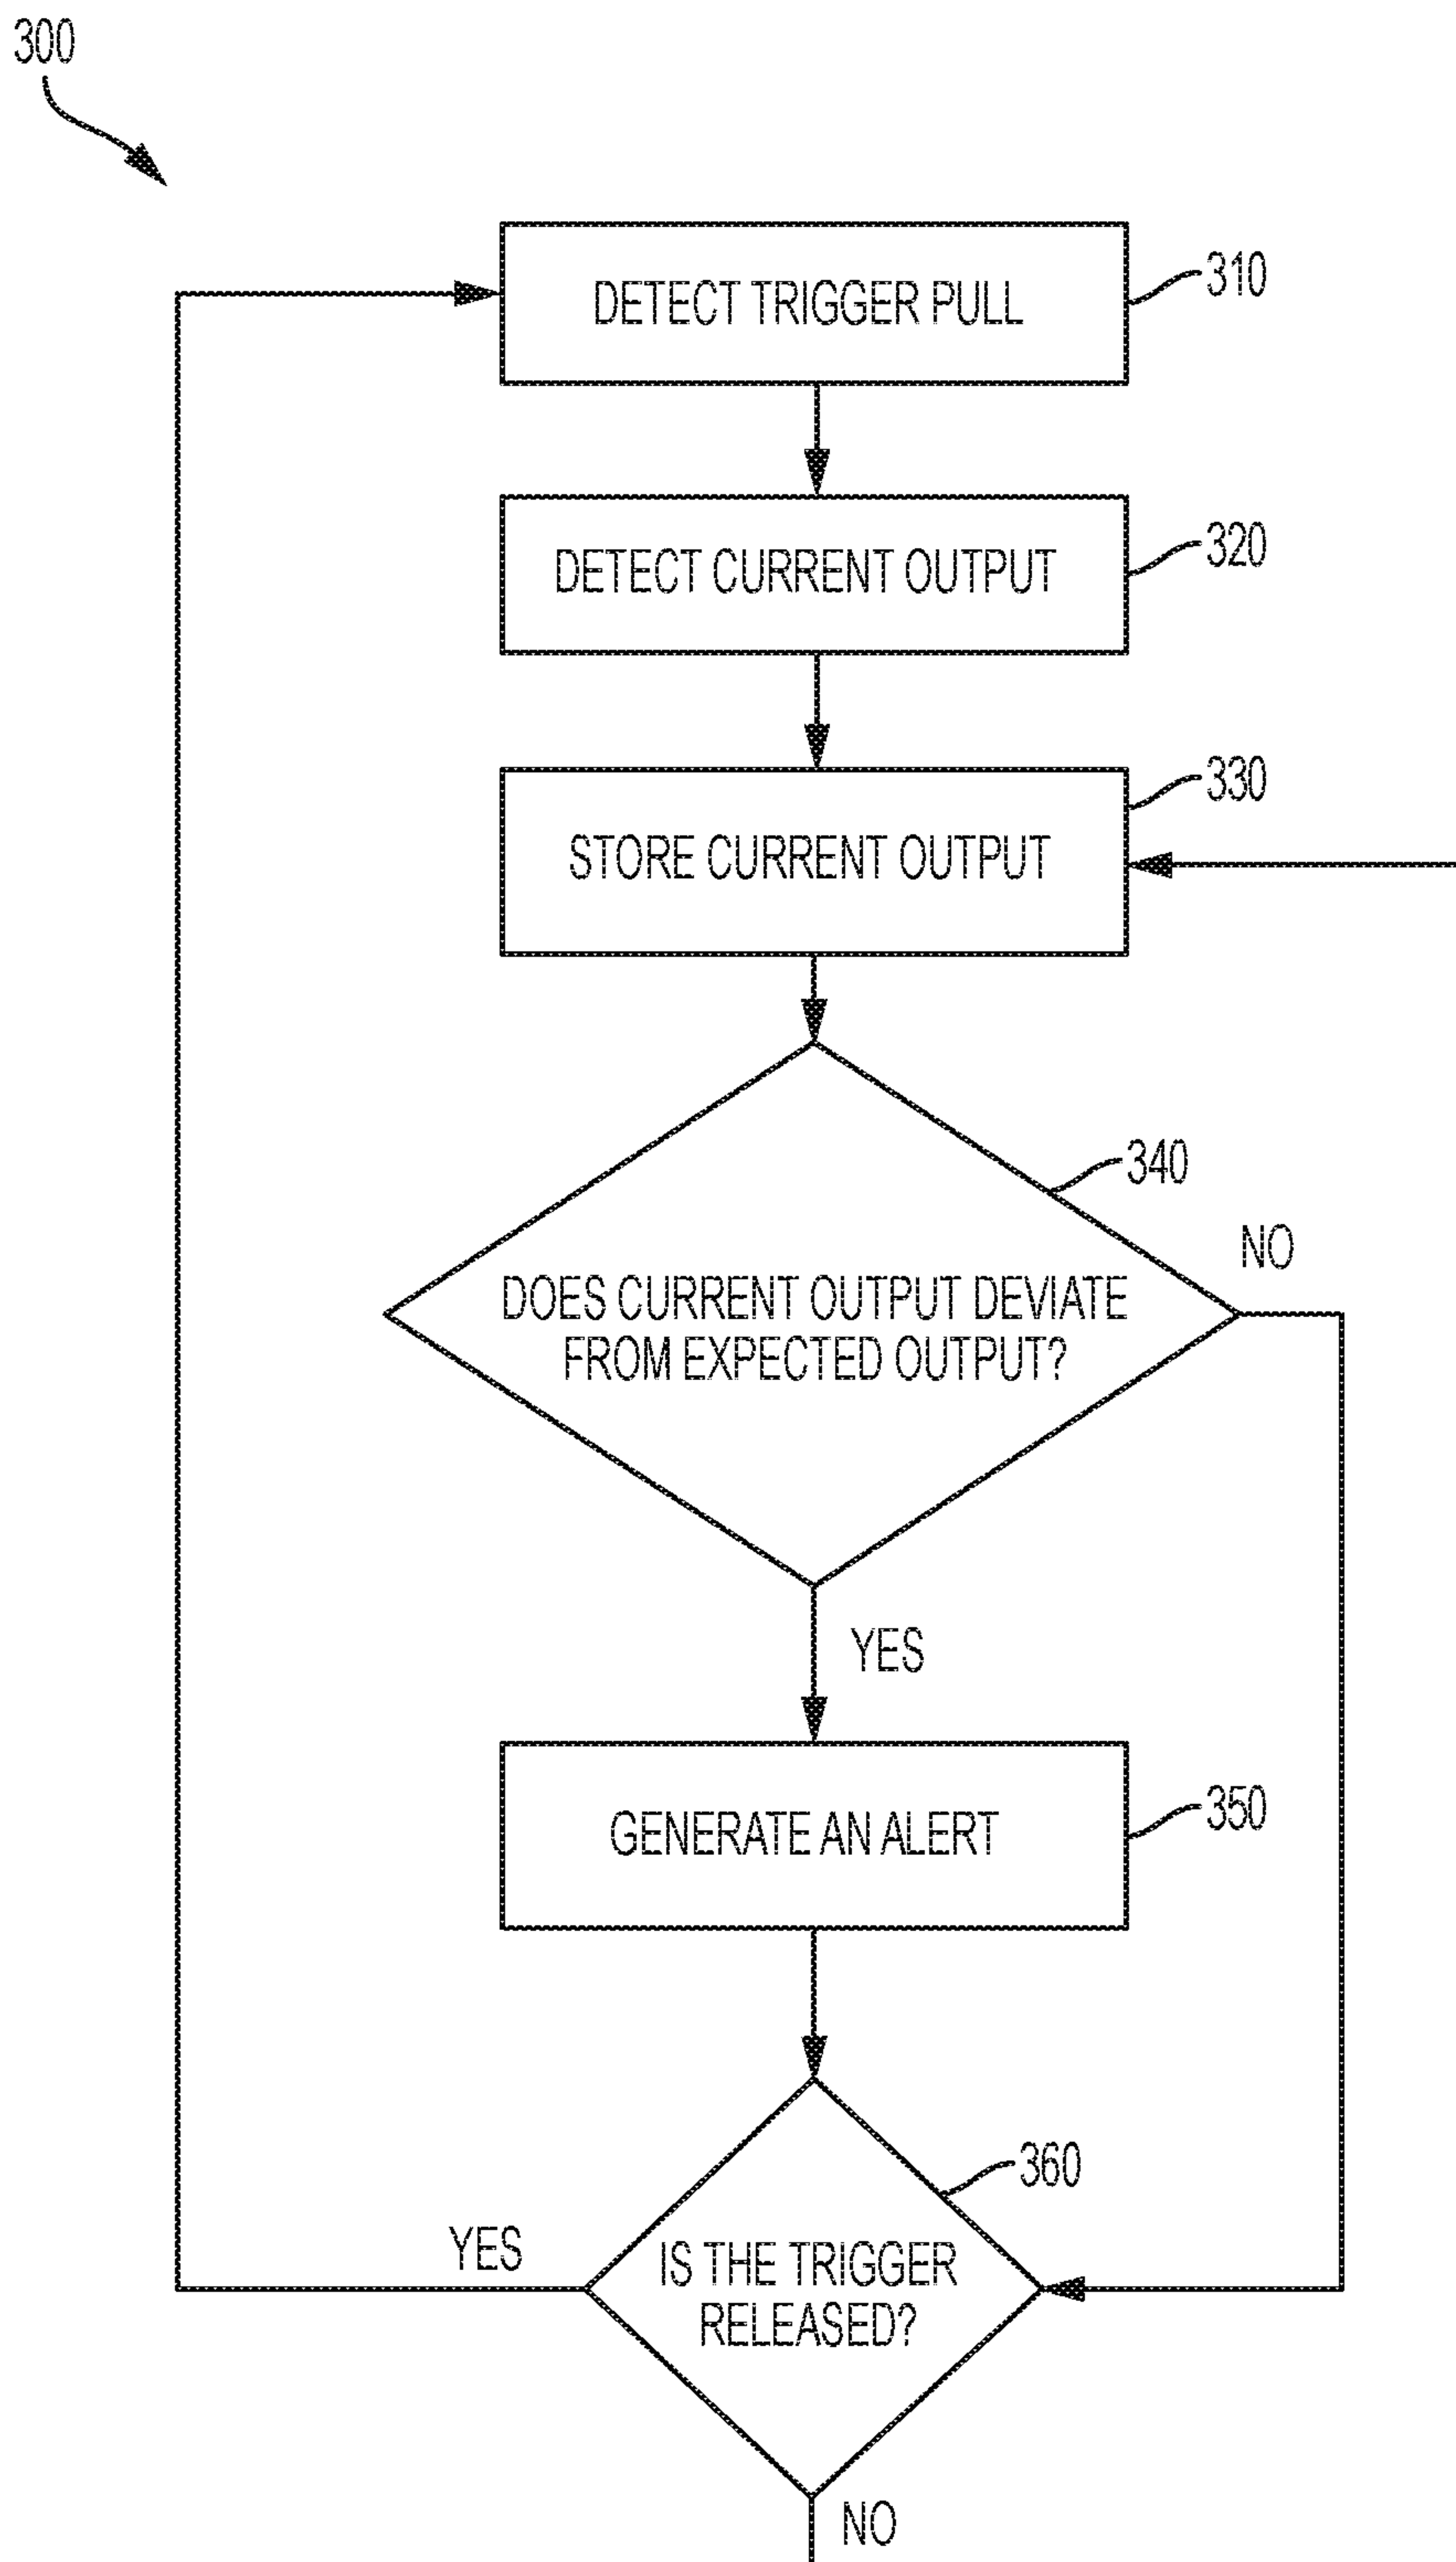 300
DETECT TRIGGER PULL
310
DETECT CURRENT OUTPUT
320
330
STORE CURRENT OUTPUT
340
NO
DOES CURRENT OUTPUT DEVIATE
FROM EXPECTED OUTPUT?
YES
GENERATE AN ALERT
350
360
YES
IS THE TRIGGER
RELEASED?
NO